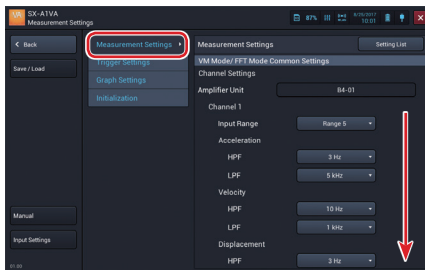 VA SX-A1VA
Measurement Settings
87% 8/29/2017 10:01
Back
Save / Load
Manual
Input Settings
01.00
Measurement Settings
Trigger Settings
Graph Settings
Initialization
Measurement Settings Setting List
VM Mode/ FFT Mode Common Settings
Channel Settings
Amplifier Unit 84-01
Channel 1
Input Range Range 5
Acceleration
HPF 3 Hz
LPF 5 kHz
Velocity
HPF 10 Hz
LPF 1 kHz
Displacement
HPF 3 Hz